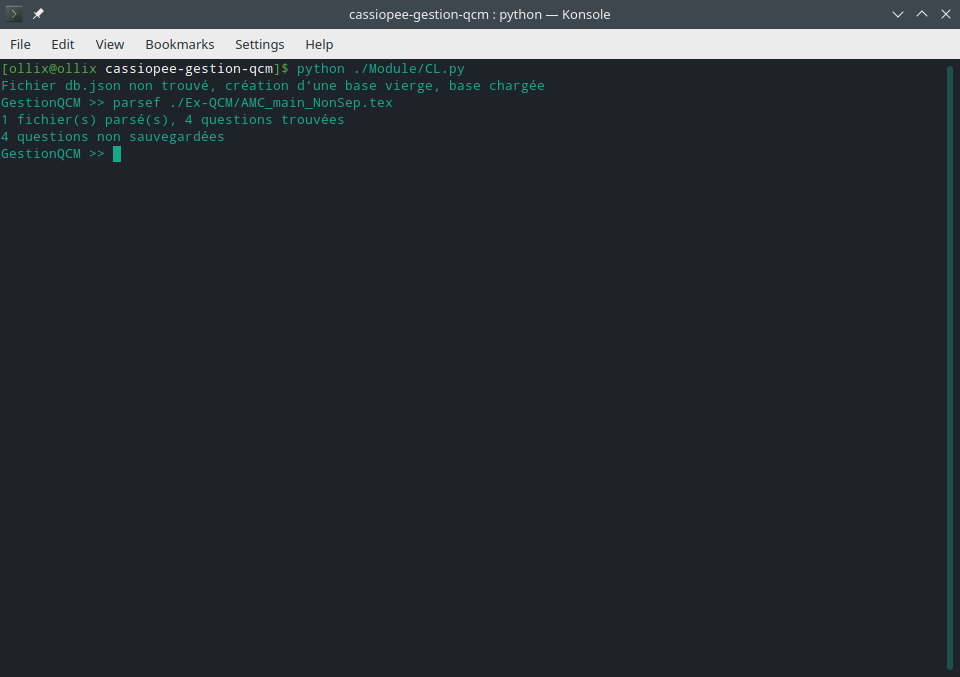 cassiopee-gestion-qcm : python — Konsole
File Edit View Bookmarks Settings Help
[ollix@ollix cassiopee-gestion-qcm]$ python ./Module/CL.py
Fichier db.json non trouvé, création d'une base vierge, base chargée
GestionQCM >> parsef ./Ex-QCM/AMC_main_NonSep.tex
1 fichier(s) parsé(s), 4 questions trouvées
4 questions non sauvegardées
GestionQCM >>